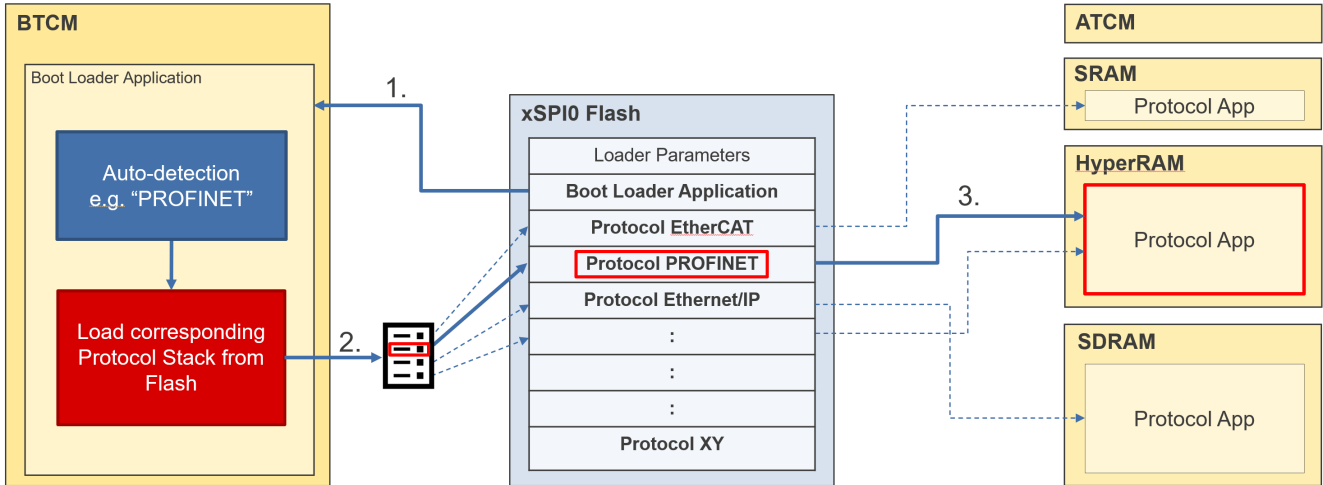 BTCM
Boot Loader Application
Auto-detection
e.g. “PROFINET”
Load corresponding
Protocol Stack from
Flash
1.
2.
xSPI0 Flash
Loader Parameters
Boot Loader Application
Protocol EtherCAT
Protocol PROFINET
Protocol Ethernet/IP
:
:
:
Protocol XY
3.
ATCM
SRAM
Protocol App
HyperRAM
Protocol App
SDRAM
Protocol App